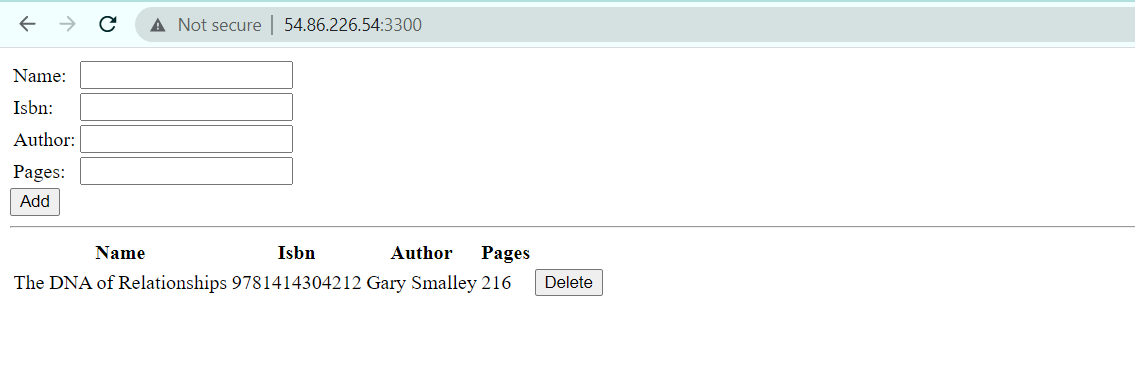 Not secure | 54.86.226.54:3300
Name:
Isbn:
Author:
Pages:
Add
Name Isbn Author Pages
The DNA of Relationships 9781414304212 Gary Smalley 216 Delete